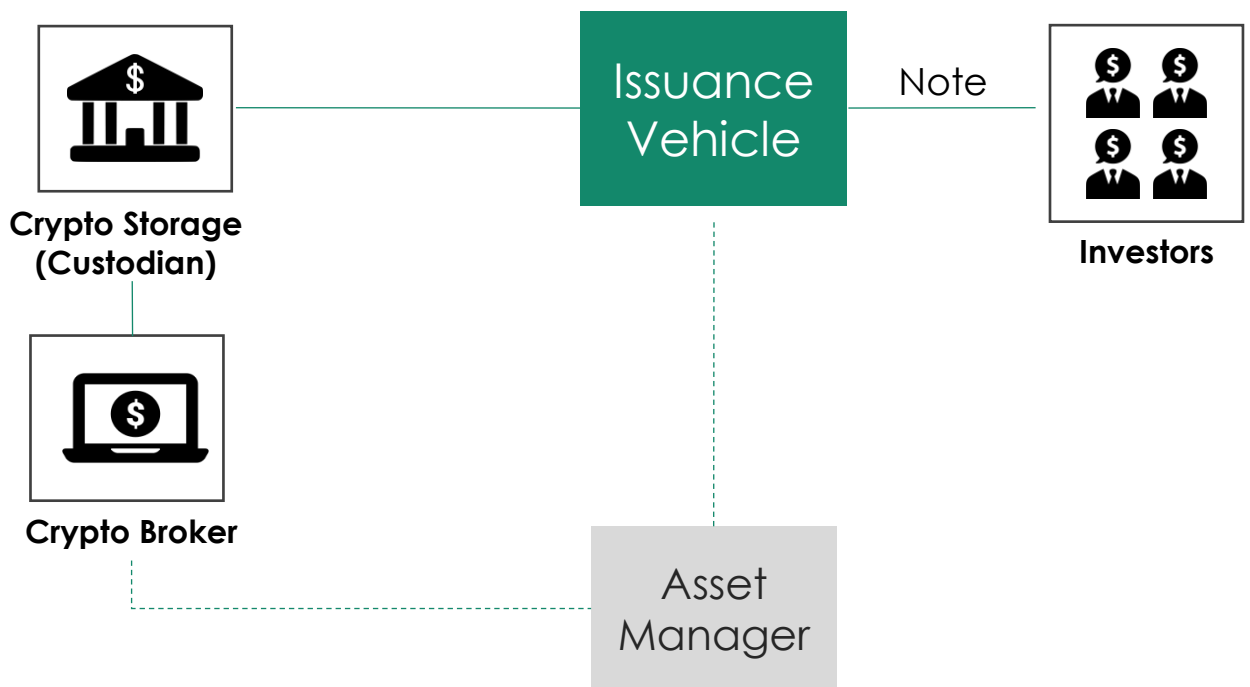 Issuance
Vehicle
Note
Crypto Storage
(Custodian)
Investors
Crypto Broker
Asset
Manager